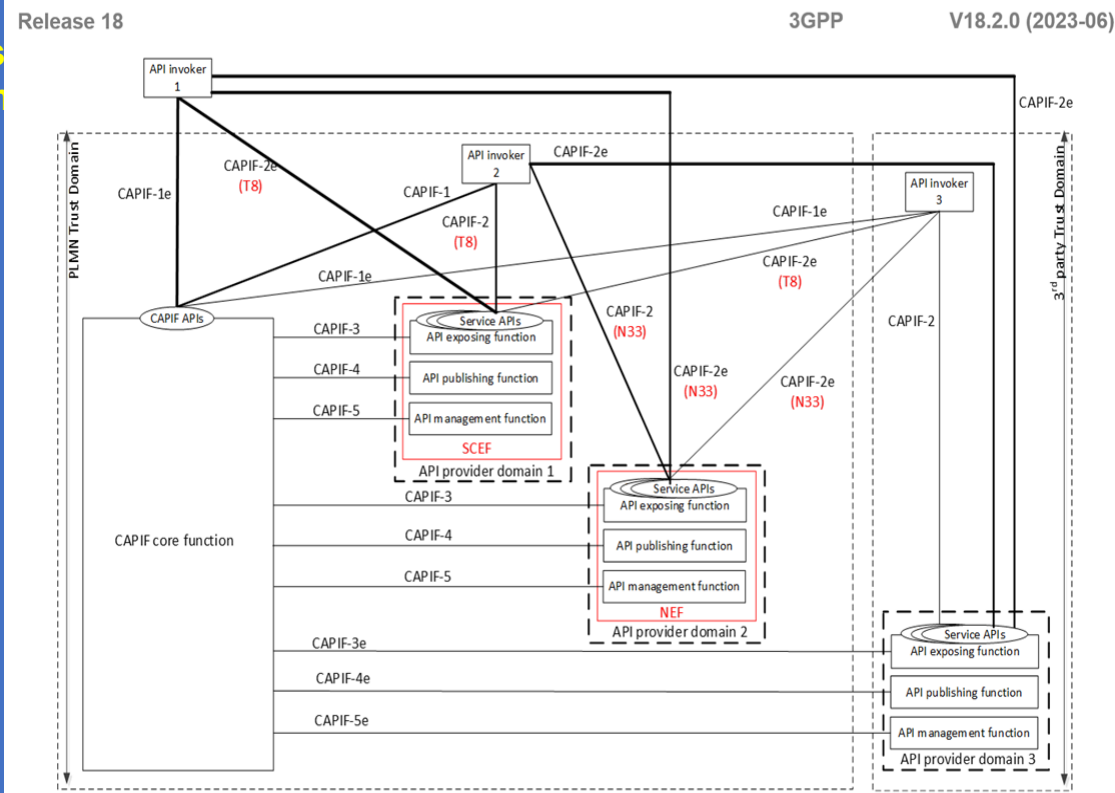 Release 18
3GPP
V18.2.0 (2023-06)
API invoker
1
CAPIF-2e
PLMN Trust Domain
3rd party Trust Domain
API invoker
2
CAPIF-2e
CAPIF-2e
(T8)
API invoker
3
CAPIF-1e
CAPIF-1
CAPIF-2
(T8)
CAPIF-1e
CAPIF-1e
CAPIF-2e
(T8)
CAPIF APIs
CAPIF-2
(N33)
CAPIF-2
Service APIs
API exposing function
CAPIF-3
API publishing function
CAPIF-4
API management function
CAPIF-5
SCEF
API provider domain 1
CAPIF-2e
(N33)
CAPIF-2e
(N33)
CAPIF core function
CAPIF-3
CAPIF-4
CAPIF-5
Service APIs
API exposing function
API publishing function
API management function
NEF
API provider domain 2
CAPIF-3e
CAPIF-4e
CAPIF-5e
Service APIs
API exposing function
API publishing function
API management function
API provider domain 3